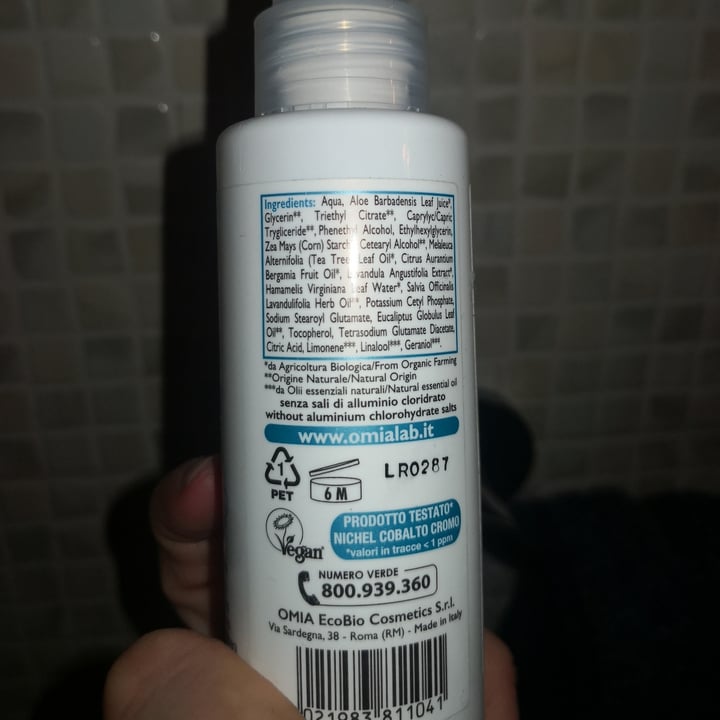 Ingredients: Aqua, Aloe Barbadensis Leaf Juice*,
Glycerin**, Triethyl Citrate**, Caprylyc/Capric
Trygliceride**, Phenethyl Alcohol, Ethylhexylglycerin,
Zea Mays (Corn) Starch, Cetearyl Alcohol**, Melaleuca
Alternifolia (Tea Tree) Leaf Oil*, Citrus Aurantium
Bergamia Fruit Oil*, Lavandula Angustifolia Extract*,
Hamamelis Virginiana Leaf Water*, Salvia Officinalis
Lavandulifolia Herb Oil**, Potassium Cetyl Phosphate,
Sodium Stearoyl Glutamate, Eucaliptus Globulus Leaf
Oil**, Tocopherol, Tetrasodium Glutamate Diacetate,
Citric Acid, Limonene***, Linalool***, Geraniol***.
*da Agricoltura Biologica/From Organic Farming
**Origine Naturale/Natural Origin
***da Olii essenziali naturali/Natural essential oil
senza sali di alluminio cloridrato
without aluminium chlorohydrate salts
www.omialab.it
1
PET
6 M
LR0287
Vegan
PRODOTTO TESTATO*
NICHEL COBALTO CROMO
*valori in tracce < 1 ppm
NUMERO VERDE
800.939.360
OMIA EcoBio Cosmetics S.r.l.
Via Sardegna, 38 - Roma (RM) - Made in Italy
021983 811041